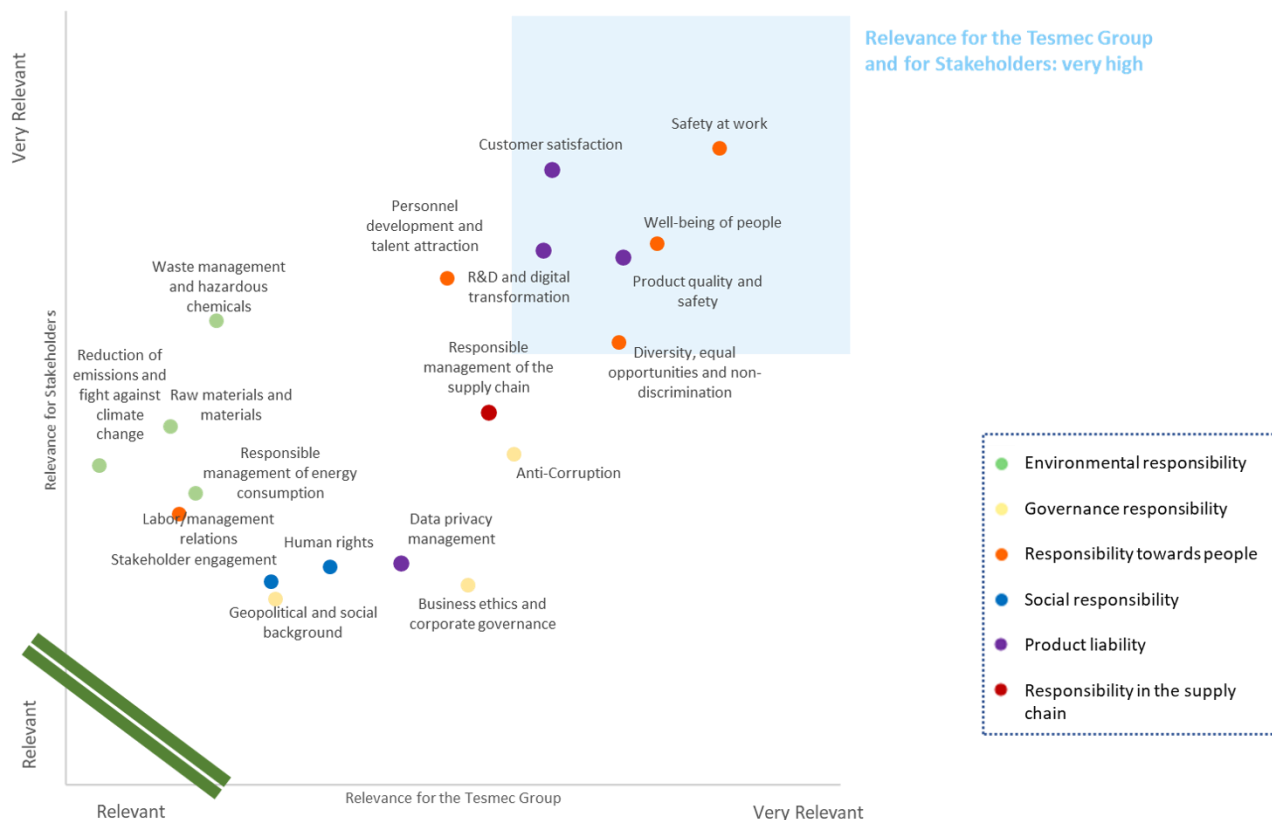 Relevance for the Tesmec Group
and for Stakeholders: very high
Very Relevant
Relevance for Stakeholders
Relevant
Safety at work
Customer satisfaction
Personnel
development and
talent attraction
Well-being of people
R&D and digital
transformation
Product quality and
safety
Waste management
and hazardous
chemicals
Responsible
management of the
supply chain
Diversity, equal
opportunities and non-
discrimination
Reduction of
emissions and
fight against
climate
change
Raw materials and
materials
Responsible
management of energy
consumption
Anti-Corruption
Labor/management
relations
Stakeholder engagement
Human rights
Data privacy
management
Geopolitical and social
background
Business ethics and
corporate governance
Environmental responsibility
Governance responsibility
Responsibility towards people
Social responsibility
Product liability
Responsibility in the supply
chain
Relevant
Relevance for the Tesmec Group
Very Relevant